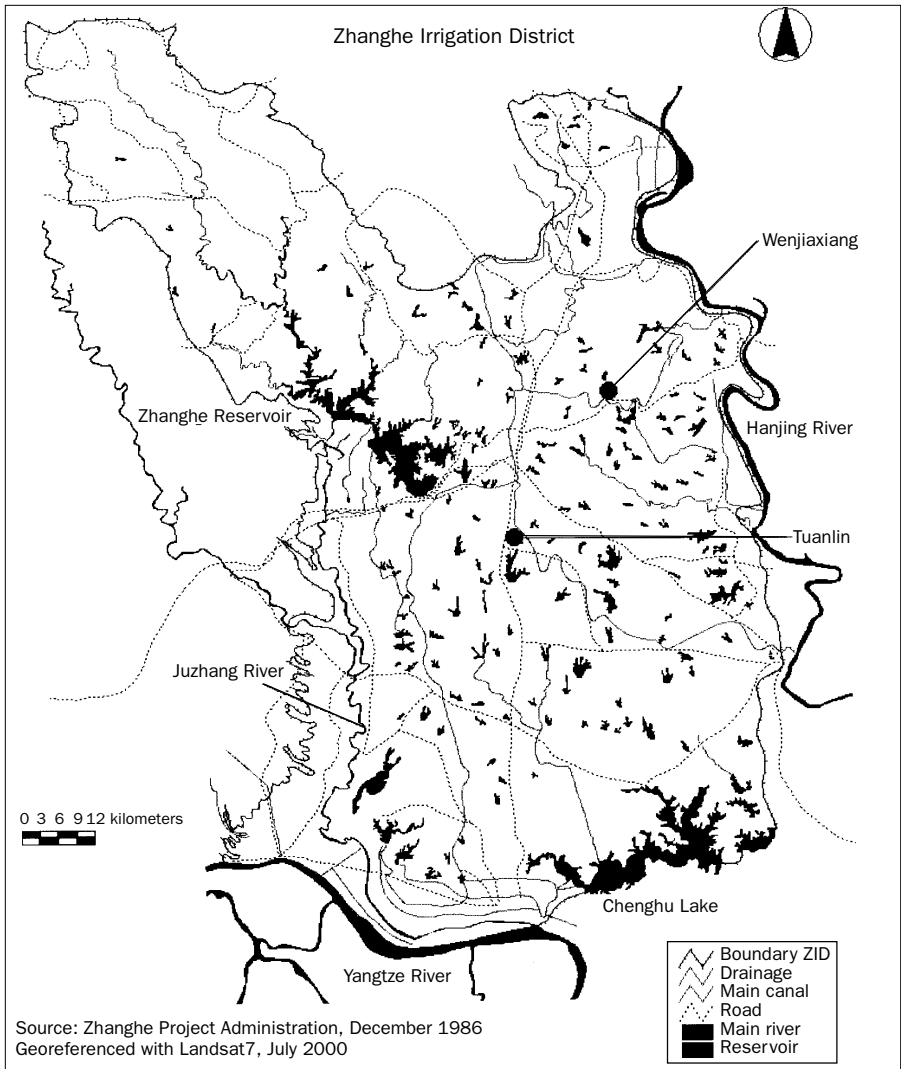 Zhanghe Irrigation District
Wenjiaxiang
Zhanghe Reservoir
Hanjing River
Tuanlin
Juzhang River
0 3 6 9 12 kilometers
Chenghu Lake
Yangtze River
Boundary ZID
Drainage
Main canal
Road
Main river
Reservoir
Source: Zhanghe Project Administration, December 1986
Georeferenced with Landsat7, July 2000